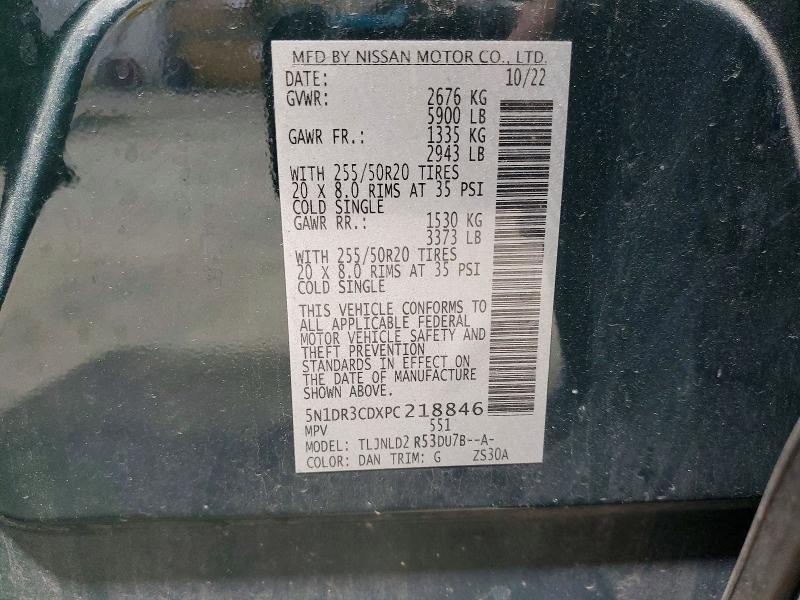 MFD BY NISSAN MOTOR CO., LTD.
DATE: 10/22
GVWR: 2676 KG
5900 LB
GAWR FR.: 1335 KG
2943 LB
WITH 255/50R20 TIRES
20 X 8.0 RIMS AT 35 PSI
COLD SINGLE
GAWR RR.: 1530 KG
3373 LB
WITH 255/50R20 TIRES
20 X 8.0 RIMS AT 35 PSI
COLD SINGLE
THIS VEHICLE CONFORMS TO
ALL APPLICABLE FEDERAL
MOTOR VEHICLE SAFETY AND
THEFT PREVENTION
STANDARDS IN EFFECT ON
THE DATE OF MANUFACTURE
SHOWN ABOVE.
5N1DR3CDXPC218846
MPV 551
MODEL: TLJNLD2 R53DU7B--A-
COLOR: DAN TRIM: G ZS30A